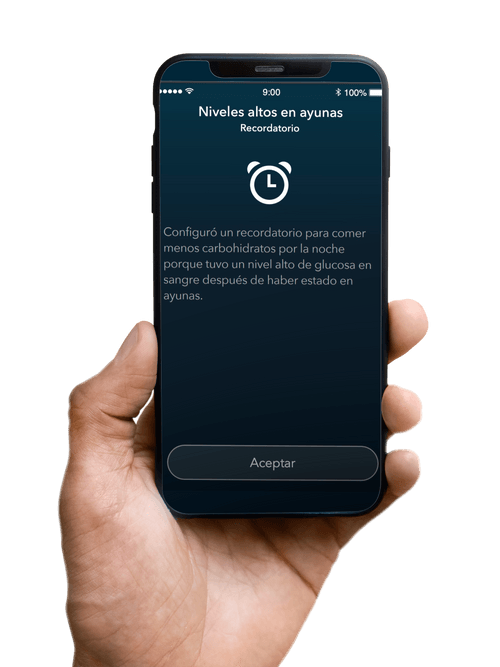 9:00 100%
Niveles altos en ayunas
Recordatorio
Configuró un recordatorio para comer
menos carbohidratos por la noche
porque tuvo un nivel alto de glucosa en
sangre después de haber estado en
ayunas.
Aceptar